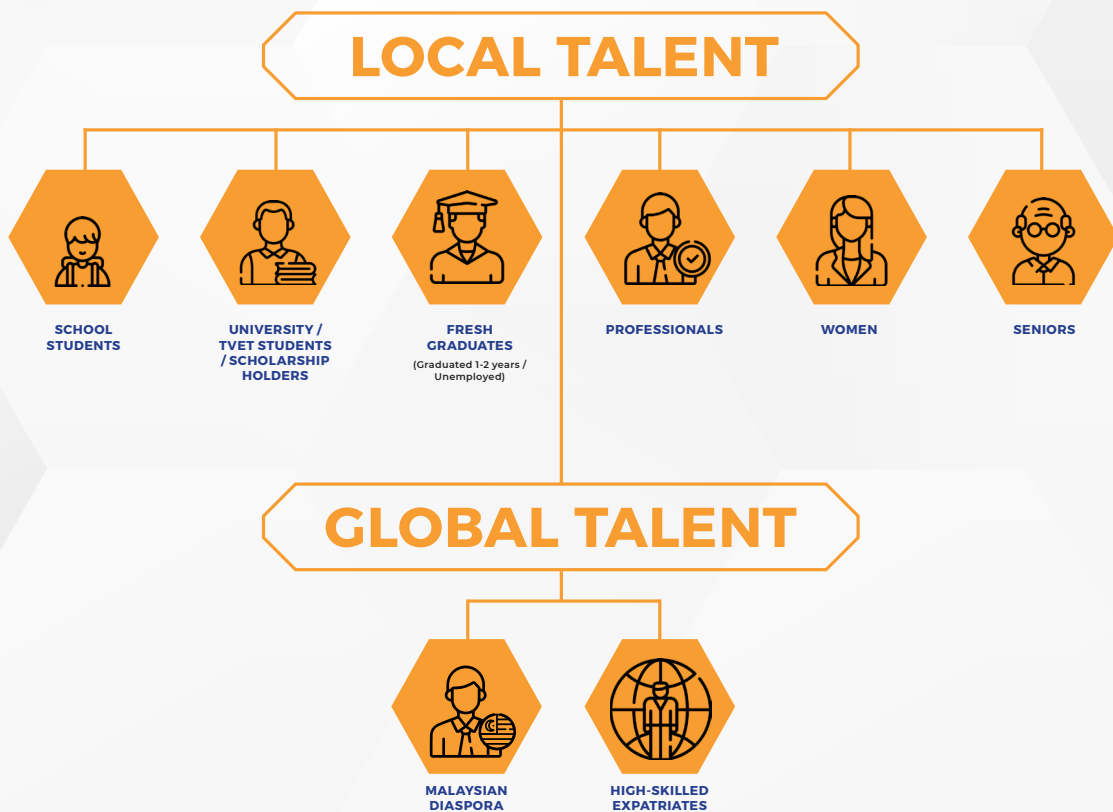 LOCAL TALENT
SCHOOL
STUDENTS
UNIVERSITY /
TVET STUDENTS
/ SCHOLARSHIP
HOLDERS
FRESH
GRADUATES
(Graduated 1-2 years /
Unemployed)
PROFESSIONALS
WOMEN
SENIORS
GLOBAL TALENT
MALAYSIAN
DIASPORA
HIGH-SKILLED
EXPATRIATES